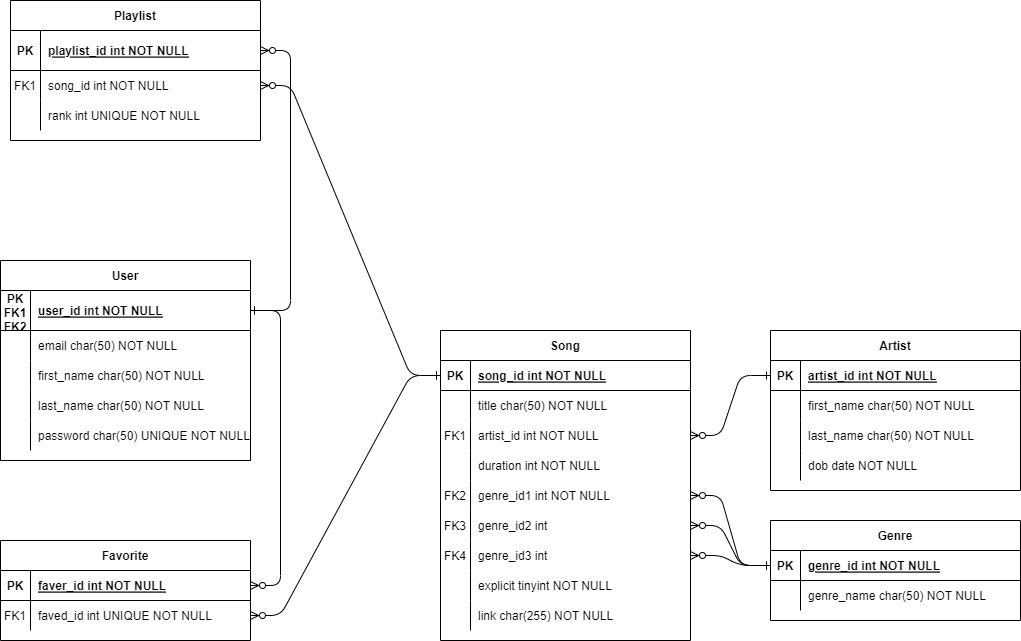 Playlist
PK playlist_id int NOT NULL
FK1 song_id int NOT NULL
rank int UNIQUE NOT NULL
User
PK
FK1 user_id int NOT NULL
FK2
email char(50) NOT NULL
first_name char(50) NOT NULL
last_name char(50) NOT NULL
password char(50) UNIQUE NOT NULL
Favorite
PK faver_id int NOT NULL
FK1 faved_id int UNIQUE NOT NULL
Song
PK song_id int NOT NULL
title char(50) NOT NULL
FK1 artist_id int NOT NULL
duration int NOT NULL
FK2 genre_id1 int NOT NULL
FK3 genre_id2 int
FK4 genre_id3 int
explicit tinyint NOT NULL
link char(255) NOT NULL
Artist
PK artist_id int NOT NULL
first_name char(50) NOT NULL
last_name char(50) NOT NULL
dob date NOT NULL
Genre
PK genre_id int NOT NULL
genre_name char(50) NOT NULL